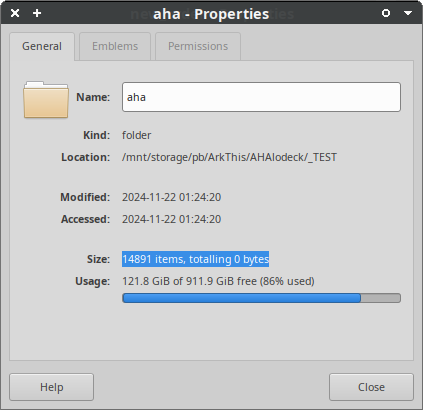 aha - Properties
General
Emblems
Permissions
Name:
aha
Kind:
folder
Location:
/mnt/storage/pb/ArkThis/AHAlodeck/_TEST
Modified:
2024-11-22 01:24:20
Accessed:
2024-11-22 01:24:20
Size:
14891 items, totalling 0 bytes
Usage:
121.8 GiB of 911.9 GiB free (86% used)
Help
Close